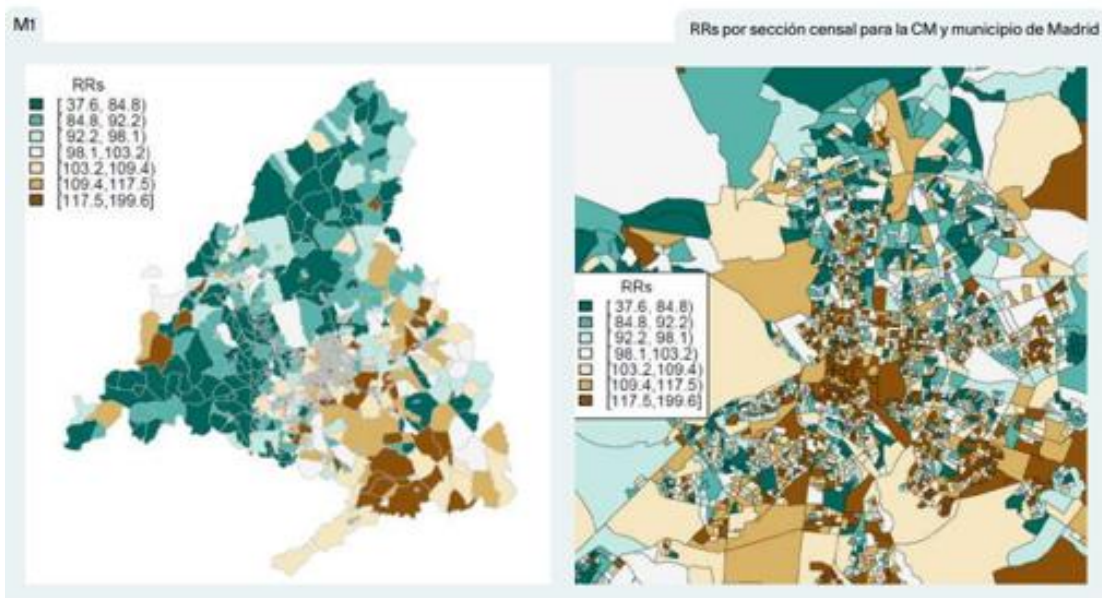 M1
RRs por sección censal para la CM y municipio de Madrid
RRs
[ 37.6, 84.8)
[ 84.8, 92.2)
[ 92.2, 98.1)
[ 98.1,103.2)
[103.2,109.4)
[109.4,117.5)
[117.5,199.6]
RRs
[ 37.6, 84.8)
[ 84.8, 92.2)
[ 92.2, 98.1)
[ 98.1,103.2)
[103.2,109.4)
[109.4,117.5)
[117.5,199.6]